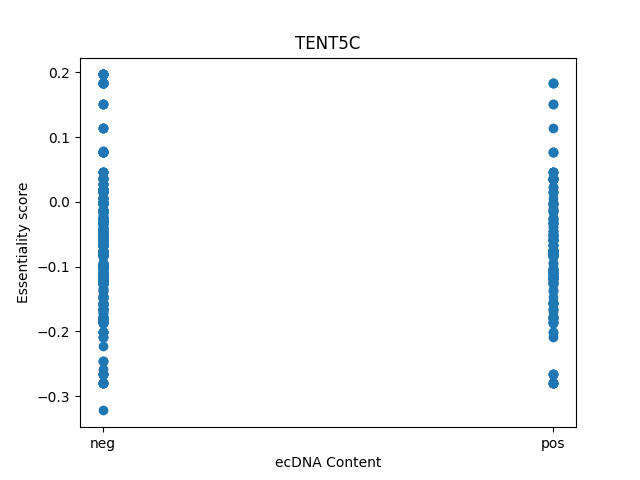 TENT5C
Essentiality score
0.2
0.1
0.0
−0.1
−0.2
−0.3
neg
pos
ecDNA Content